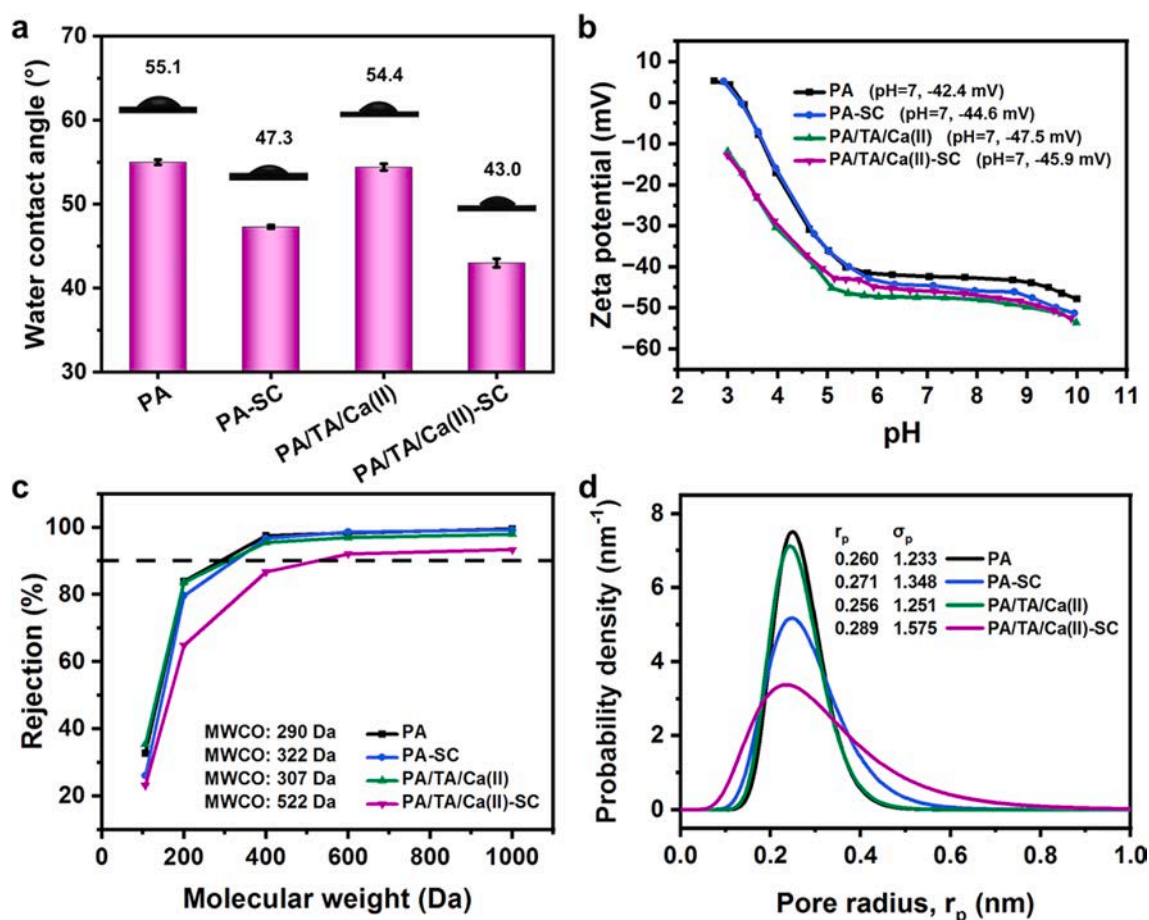 a
70
60
50
40
30
Water contact angle (°)
55.1
47.3
54.4
43.0
PA
PA-SC
PA/TA/Ca(II)
PA/TA/Ca(II)-SC
b
10
0
−10
−20
−30
−40
−50
−60
Zeta potential (mV)
PA (pH=7, -42.4 mV)
PA-SC (pH=7, -44.6 mV)
PA/TA/Ca(II) (pH=7, -47.5 mV)
PA/TA/Ca(II)-SC (pH=7, -45.9 mV)
2 3 4 5 6 7 8 9 10 11
pH
c
100
80
60
40
20
Rejection (%)
MWCO: 290 Da PA
MWCO: 322 Da PA-SC
MWCO: 307 Da PA/TA/Ca(II)
MWCO: 522 Da PA/TA/Ca(II)-SC
0 200 400 600 800 1000
Molecular weight (Da)
d
8
6
4
2
0
Probability density (nm⁻¹)
rₚ σₚ
0.260 1.233 PA
0.271 1.348 PA-SC
0.256 1.251 PA/TA/Ca(II)
0.289 1.575 PA/TA/Ca(II)-SC
0.0 0.2 0.4 0.6 0.8 1.0
Pore radius, rₚ (nm)